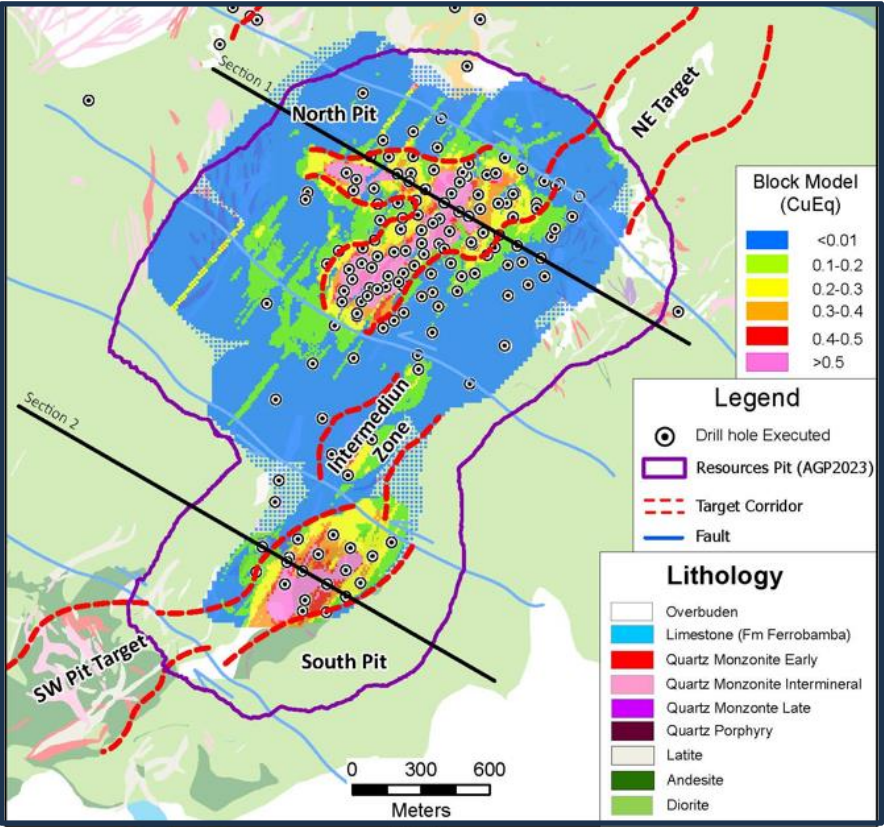 Section 1
North Pit
NE Target
Block Model
(CuEq)
<0.01
0.1-0.2
0.2-0.3
0.3-0.4
0.4-0.5
>0.5
Section 2
Intermediun
Zone
Legend
Drill hole Executed
Resources Pit (AGP2023)
Target Corridor
Fault
SW Pit Target
South Pit
0 300 600
Meters
Lithology
Overbuden
Limestone (Fm Ferrobamba)
Quartz Monzonite Early
Quartz Monzonite Intermineral
Quartz Monzonte Late
Quartz Porphyry
Latite
Andesite
Diorite